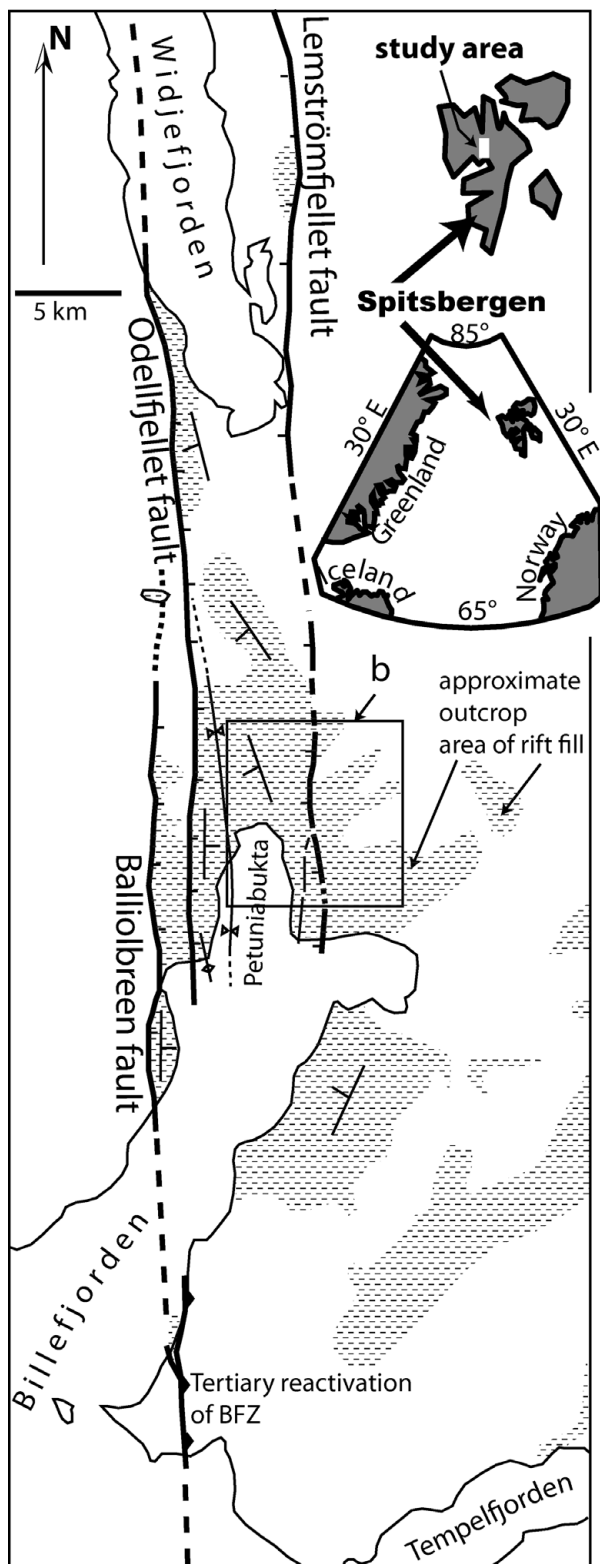 N
Widjefjorden
Lemströmfjellet fault
study area
5 km
Spitsbergen
85°
30° E
30° E
Greenland
Iceland
Norway
65°
Odellfjellet fault
b
approximate
outcrop
area of rift fill
Petuniabukta
Balliolbreen fault
Billefjorden
Tertiary reactivation
of BFZ
Tempelfjorden